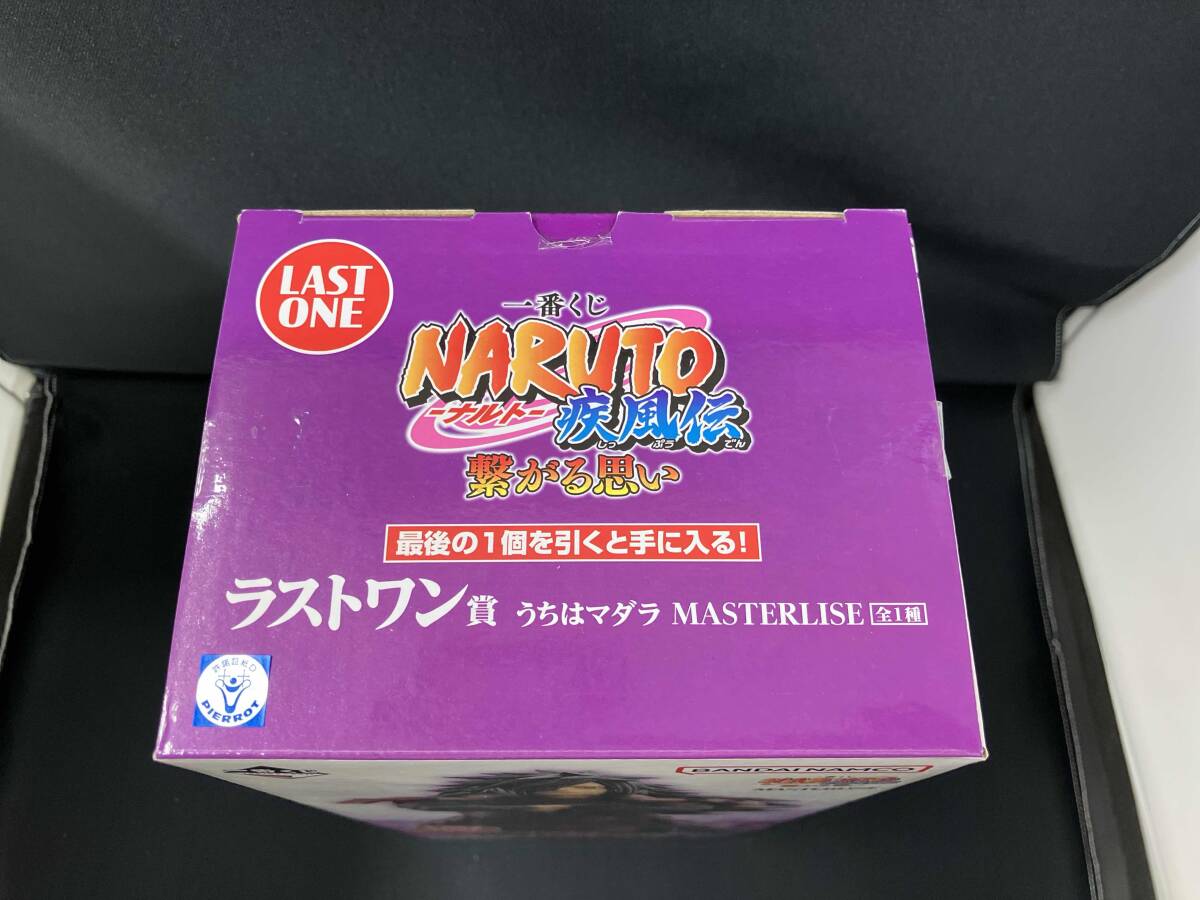 LAST
ONE
一番くじ
NARUTO
-ナルト-
疾風伝
しっ ぷう でん
繋がる思い
最後の1個を引くと手に入る!
ラストワン賞 うちはマダラ MASTERLISE 全1種
PIERROT
BANDAI NAMCO
NARUTO